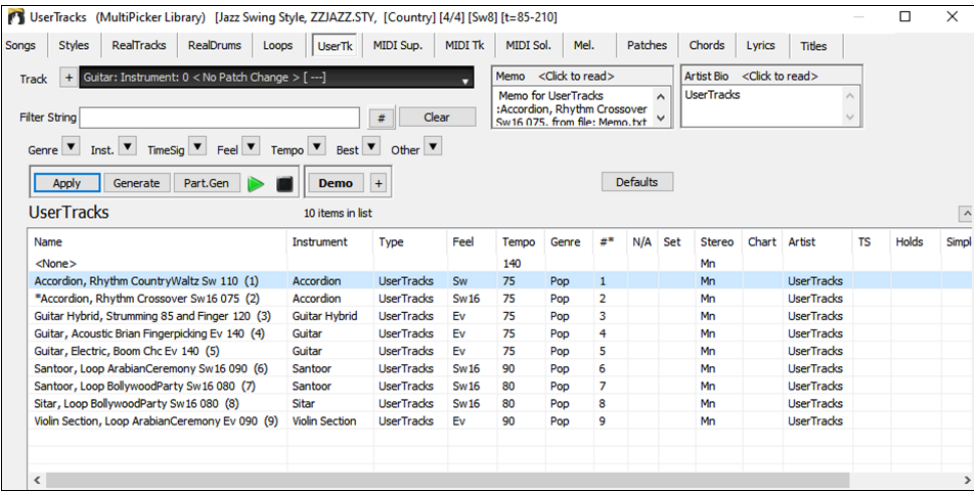 UserTracks (MultiPicker Library) [Jazz Swing Style, ZZJAZZ.STY, [Country] [4/4] [Sw8] [t=85-210]
Songs Styles RealTracks RealDrums Loops UserTk MIDI Sup. MIDI Tk MIDI Sol. Mel. Patches Chords Lyrics Titles
Track + Guitar: Instrument: 0 < No Patch Change > [ ---]
Memo <Click to read> Artist Bio <Click to read>
Memo for UserTracks
:Accordion, Rhythm Crossover
Sw16 075, from file: Memo.txt
UserTracks
Filter String # Clear
Genre Inst. TimeSig Feel Tempo Best Other
Apply Generate Part.Gen Demo + Defaults
UserTracks 10 items in list
Name Instrument Type Feel Tempo Genre #* N/A Set Stereo Chart Artist TS Holds Simpl
<None> 140 Mn
Accordion, Rhythm CountryWaltz Sw 110 (1) Accordion UserTracks Sw 75 Pop 1 Mn UserTracks
*Accordion, Rhythm Crossover Sw16 075 (2) Accordion UserTracks Sw16 75 Pop 2 Mn UserTracks
Guitar Hybrid, Strumming 85 and Finger 120 (3) Guitar Hybrid UserTracks Ev 75 Pop 3 Mn UserTracks
Guitar, Acoustic Brian Fingerpicking Ev 140 (4) Guitar UserTracks Ev 75 Pop 4 Mn UserTracks
Guitar, Electric, Boom Chc Ev 140 (5) Guitar UserTracks Ev 75 Pop 5 Mn UserTracks
Santoor, Loop ArabianCeremony Sw16 090 (6) Santoor UserTracks Sw16 90 Pop 6 Mn UserTracks
Santoor, Loop BollywoodParty Sw16 080 (7) Santoor UserTracks Sw16 80 Pop 7 Mn UserTracks
Sitar, Loop BollywoodParty Sw16 080 (8) Sitar UserTracks Sw16 80 Pop 8 Mn UserTracks
Violin Section, Loop ArabianCeremony Ev 090 (9) Violin Section UserTracks Ev 90 Pop 9 Mn UserTracks